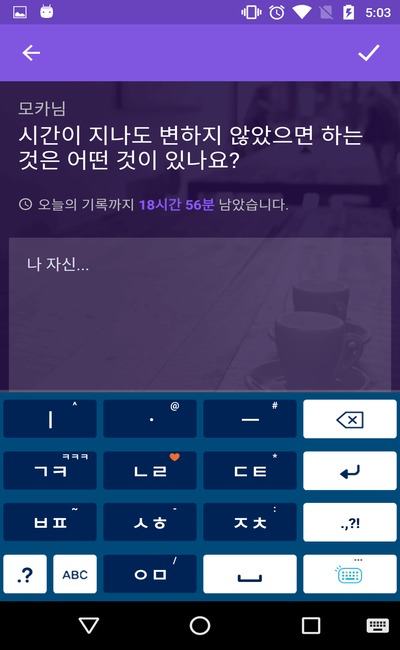 5:03
모카님
시간이 지나도 변하지 않았으면 하는
것은 어떤 것이 있나요?
오늘의 기록까지 18시간 56분 남았습니다.
나 자신...
ㅣ ^ · @ ㅡ #
ㄱㅋ ㅋㅋㅋ ㄴㄹ ㄷㅌ *
ㅂㅍ ~ ㅅㅎ - ㅈㅊ : .,?!
.? ABC ㅇㅁ / ...